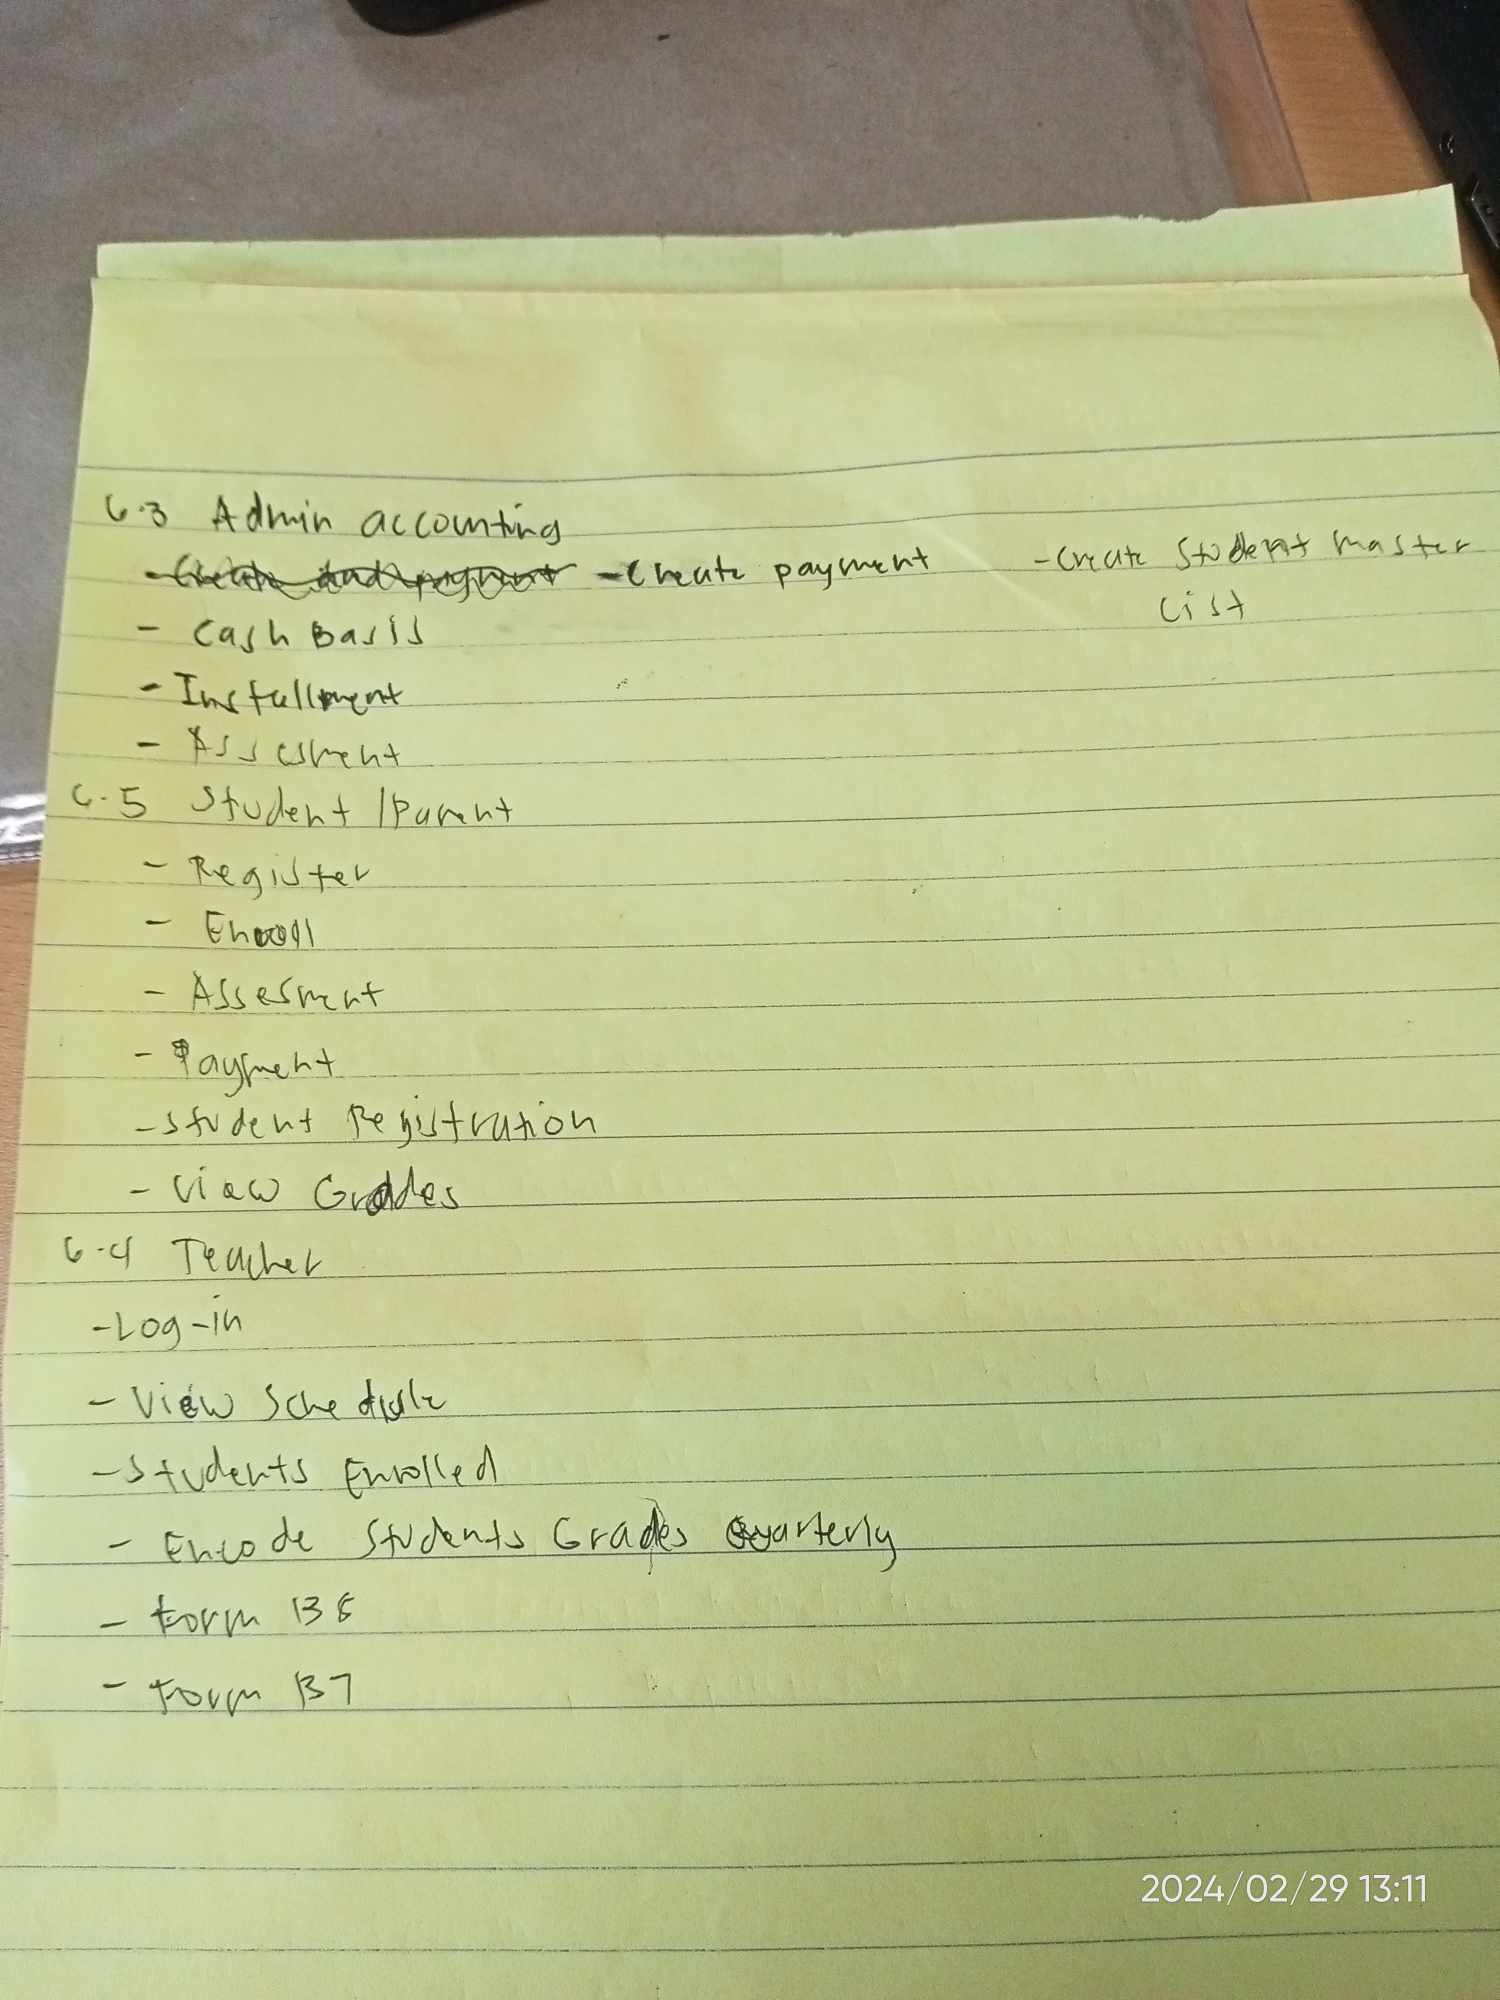 6.3 Admin accounting
- Create payment - Create Student Master
List
- Cash Basis
- Installment
- Assesment
6.5 Student / Parent
- Register
- Enroll
- Assesment
- Payment
- Student Registration
- View Grades
6.4 Teacher
- Log-in
- View Schedule
- Students Enrolled
- Encode Students Grades Quarterly
- Form 138
- Form 137
2024/02/29 13:11